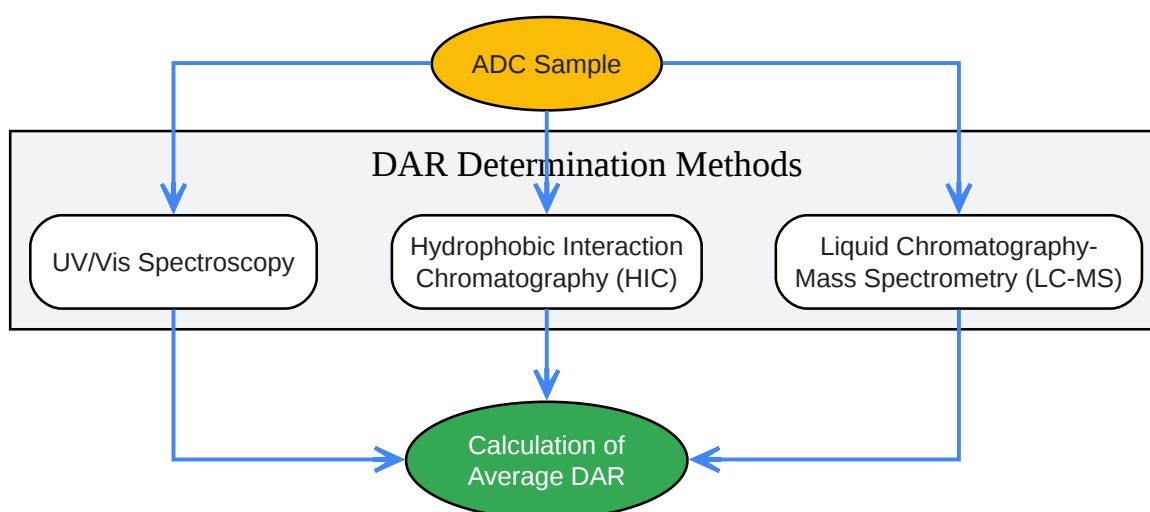 ADC Sample
DAR Determination Methods
UV/Vis Spectroscopy
Hydrophobic Interaction
Chromatography (HIC)
Liquid Chromatography-
Mass Spectrometry (LC-MS)
Calculation of
Average DAR